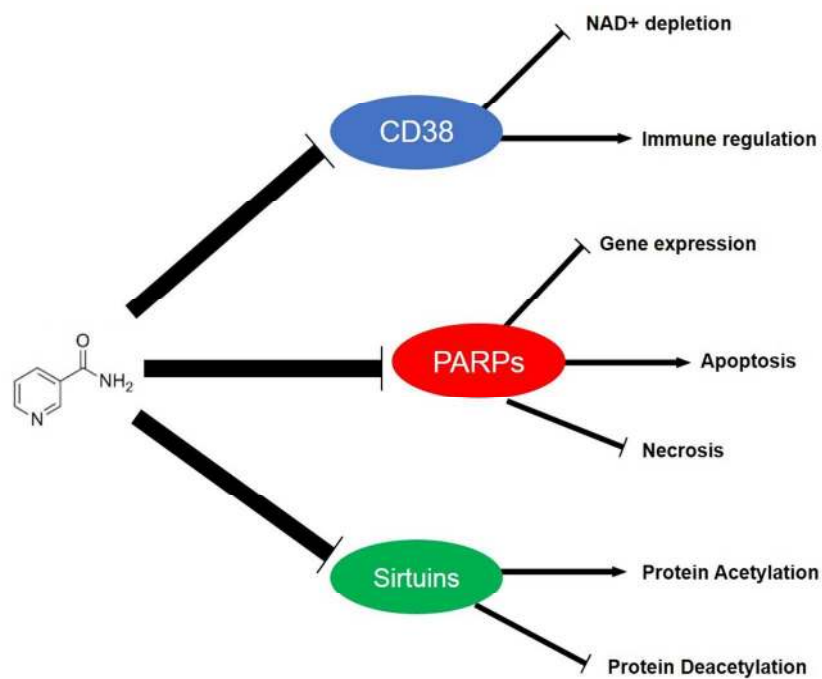 NAD+ depletion
CD38
Immune regulation
Gene expression
PARPs
Apoptosis
O
NH2
N
Necrosis
Sirtuins
Protein Acetylation
Protein Deacetylation